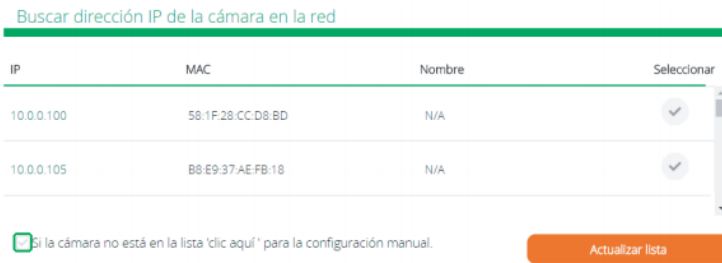 Buscar dirección IP de la cámara en la red
IP MAC Nombre Seleccionar
10.0.0.100 58:1F:28:CC:D8:BD N/A
10.0.0.105 B8:E9:37:AE:FB:18 N/A
Si la cámara no está en la lista 'clic aquí' para la configuración manual.
Actualizar lista